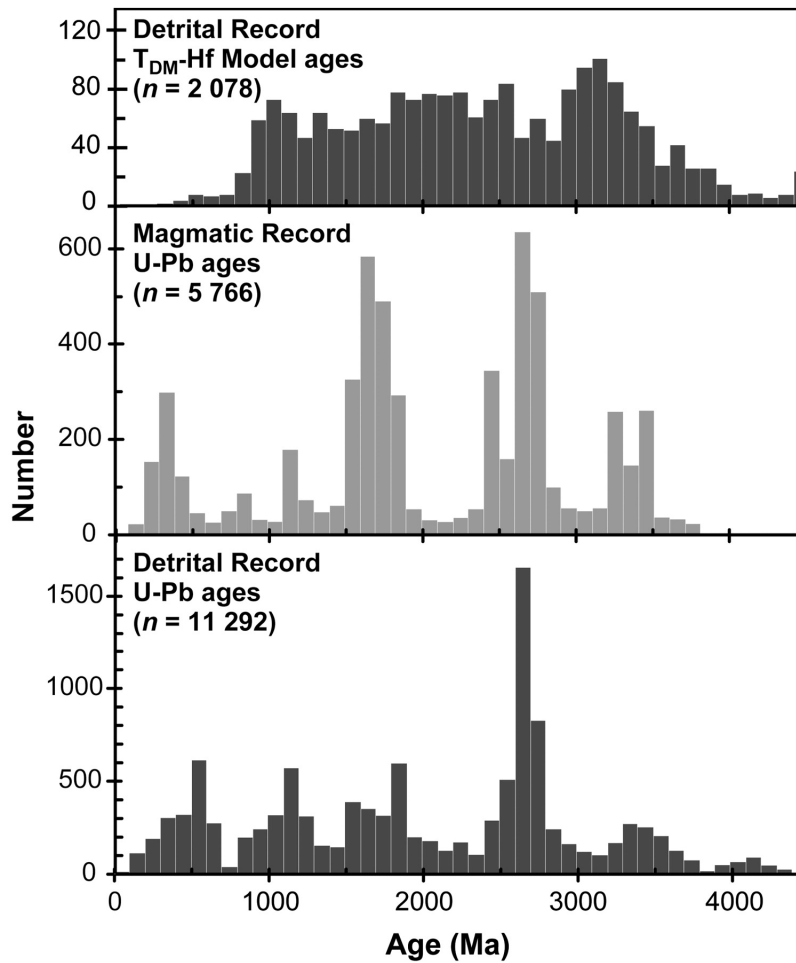 Detrital Record
T_DM-Hf Model ages
(n = 2 078)
120
80
40
0
Magmatic Record
U-Pb ages
(n = 5 766)
600
400
200
0
Number
Detrital Record
U-Pb ages
(n = 11 292)
1500
1000
500
0
0 1000 2000 3000 4000
Age (Ma)